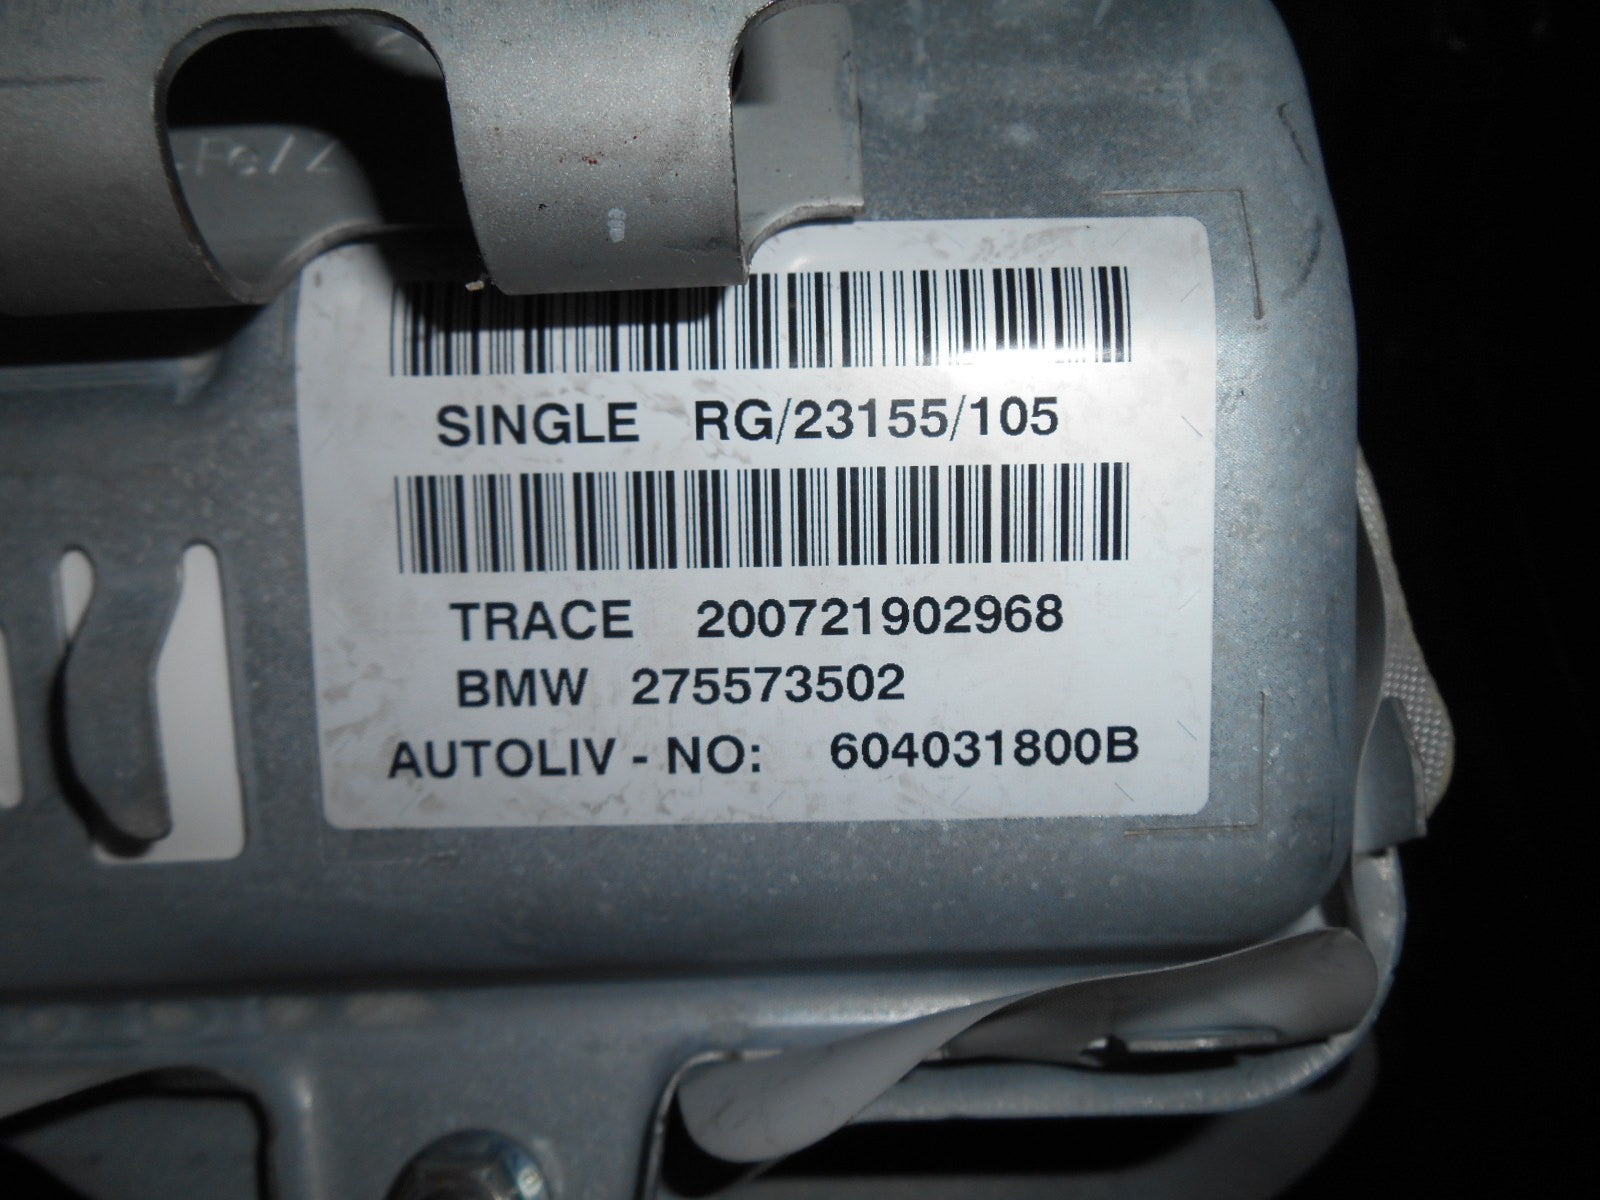 SINGLE RG/23155/105
TRACE 200721902968
BMW 275573502
AUTOLIV - NO: 604031800B